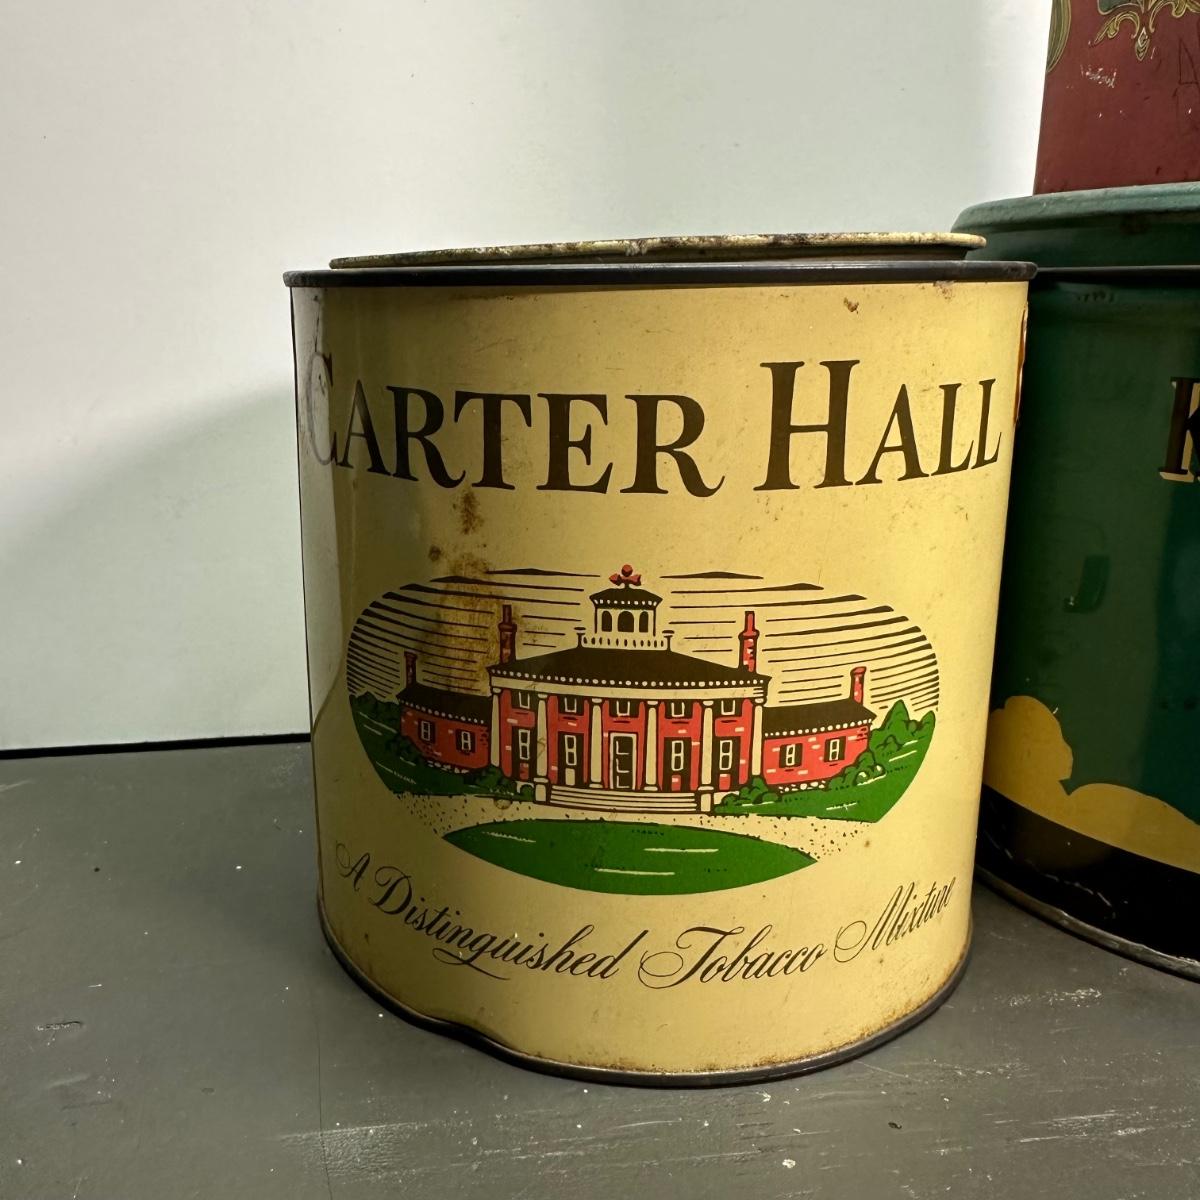 CARTER HALL
A Distinguished Tobacco Mixture
K